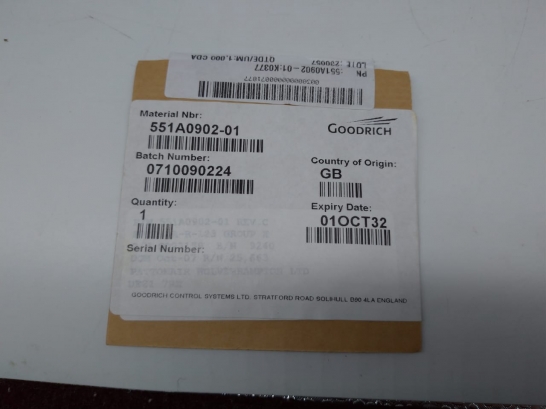 PN :551A0902-01:K0377
LOTE: 230057
QTDE/UM: 1,000 CDA
Material Nbr:
551A0902-01
GOODRICH
Batch Number:
0710090224
Country of Origin:
GB
Quantity:
1
Expiry Date:
01OCT32
Serial Number:
GOODRICH CONTROL SYSTEMS LTD. STRATFORD ROAD SOLIHULL B90 4LA ENGLAND